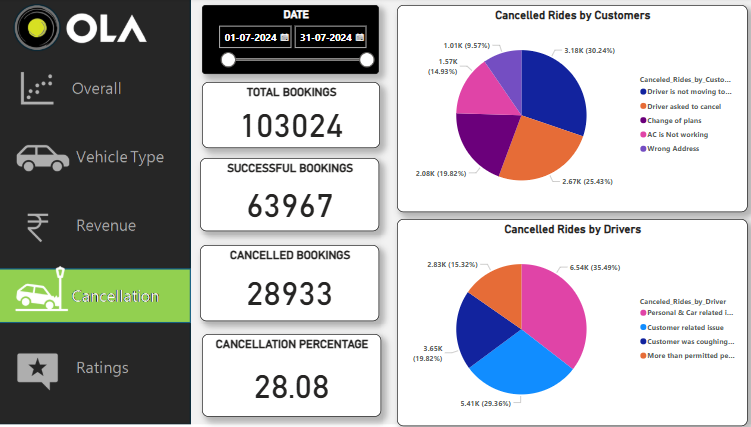 OLA
Overall
Vehicle Type
Revenue
Cancellation
Ratings
DATE
01-07-2024 31-07-2024
TOTAL BOOKINGS
103024
SUCCESSFUL BOOKINGS
63967
CANCELLED BOOKINGS
28933
CANCELLATION PERCENTAGE
28.08
Cancelled Rides by Customers
1.01K (9.57%)
3.18K (30.24%)
1.57K
(14.93%)
2.08K (19.82%)
2.67K (25.43%)
Canceled_Rides_by_Custo...
Driver is not moving to...
Driver asked to cancel
Change of plans
AC is Not working
Wrong Address
Cancelled Rides by Drivers
2.83K (15.32%)
6.54K (35.49%)
3.65K
(19.82%)
5.41K (29.36%)
Canceled_Rides_by_Driver
Personal & Car related i...
Customer related issue
Customer was coughing...
More than permitted pe...